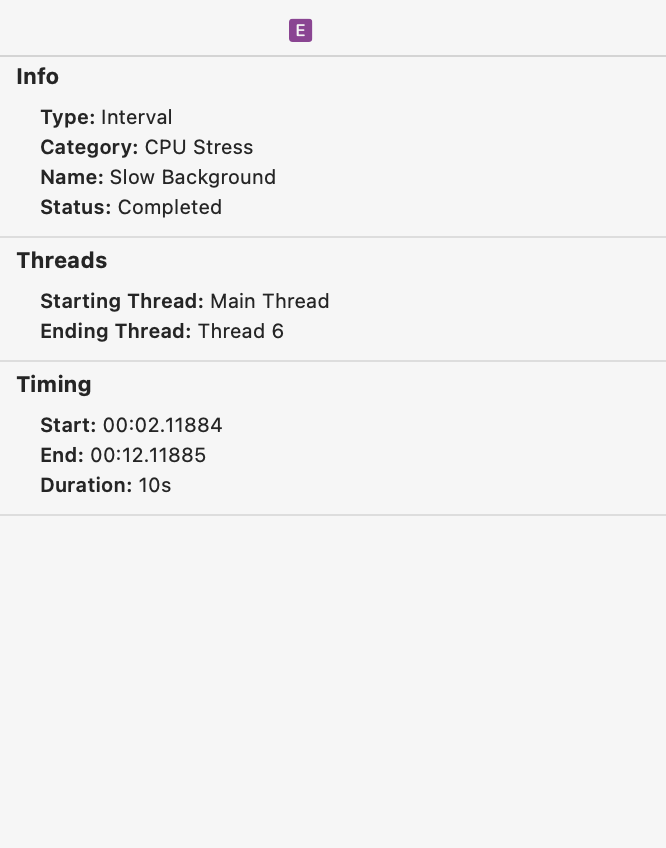 E
Info
Type: Interval
Category: CPU Stress
Name: Slow Background
Status: Completed
Threads
Starting Thread: Main Thread
Ending Thread: Thread 6
Timing
Start: 00:02.11884
End: 00:12.11885
Duration: 10s